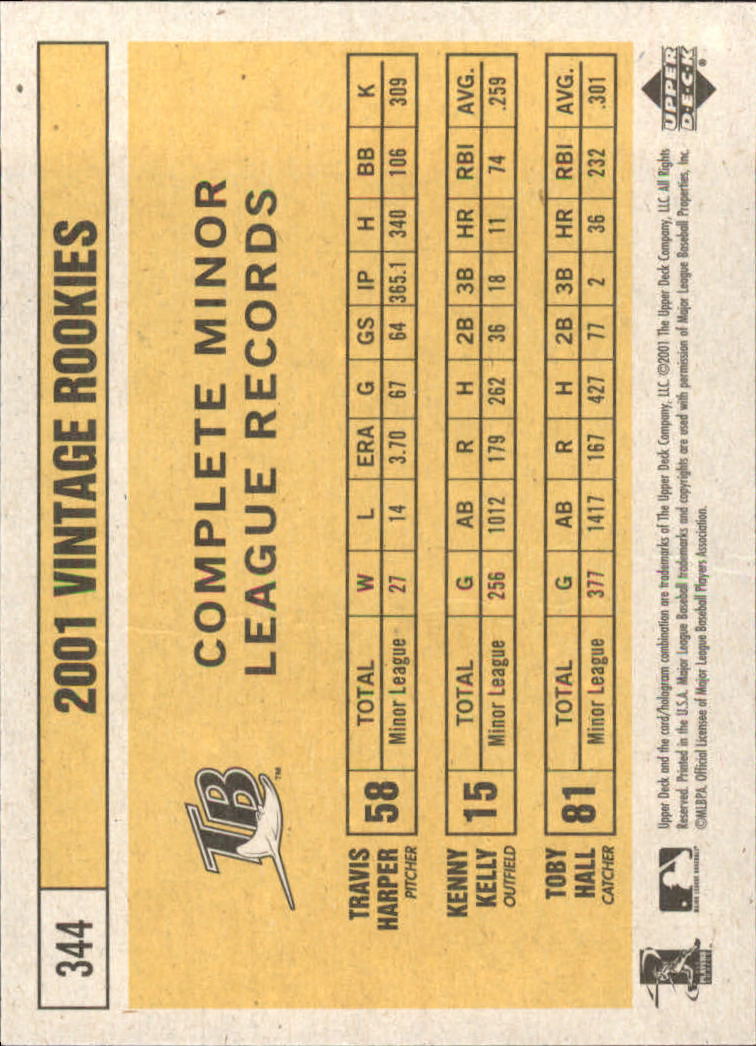 344
2001 VINTAGE ROOKIES
TB
TM
COMPLETE MINOR
LEAGUE RECORDS
TRAVIS
HARPER
PITCHER
58
TOTAL W L ERA G GS IP H BB K
Minor League 27 14 3.70 67 64 365.1 340 106 309
KENNY
KELLY
OUTFIELD
15
TOTAL G AB R H 2B 3B HR RBI AVG.
Minor League 256 1012 179 262 36 18 11 74 .259
TOBY
HALL
CATCHER
81
TOTAL G AB R H 2B 3B HR RBI AVG.
Minor League 377 1417 167 427 77 2 36 232 .301
PLAYERS
MAJOR LEAGUE BASEBALL
Upper Deck and the card/hologram combination are trademarks of The Upper Deck Company, LLC. ©2001 The Upper Deck Company, LLC. All Rights
Reserved. Printed in the U.S.A. Major League Baseball trademarks and copyrights are used with permission of Major League Baseball Properties, Inc.
©MLBPA. Official Licensee of Major League Baseball Players Association.
UPPER
D·E·C·K
®